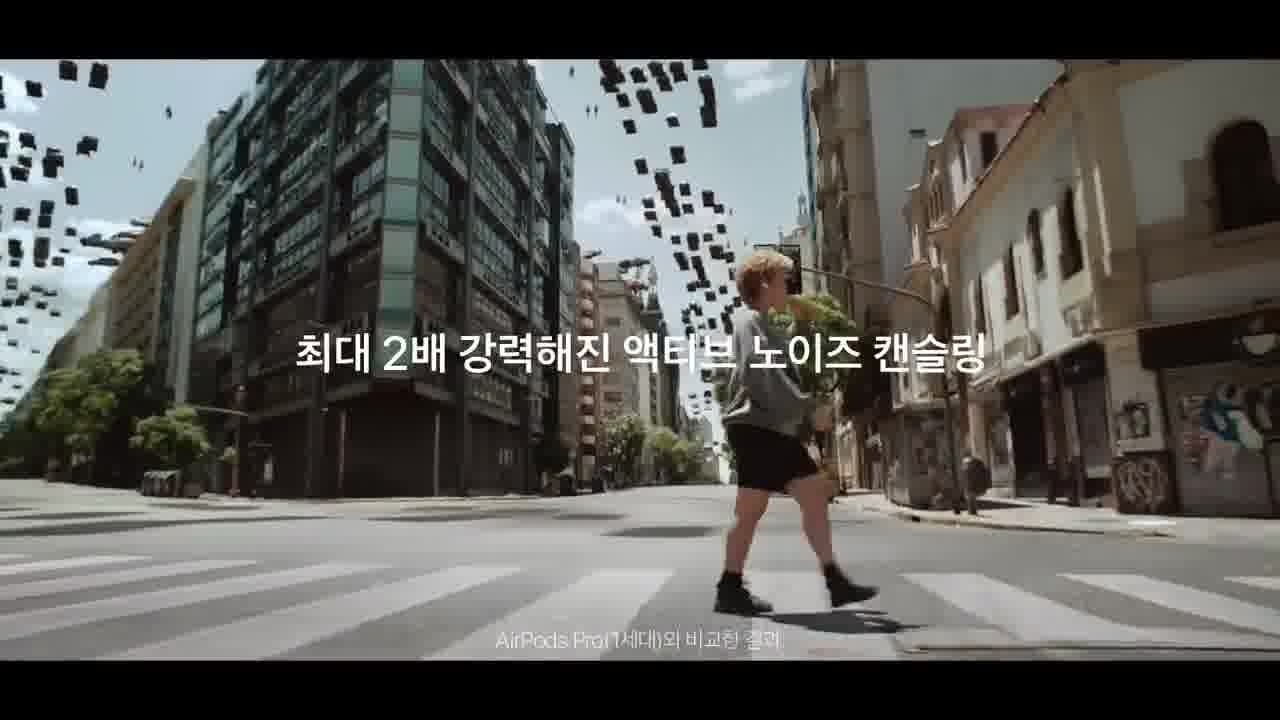 최대 2배 강력해진 액티브 노이즈 캔슬링
AirPods Pro(1세대)와 비교한 결과.